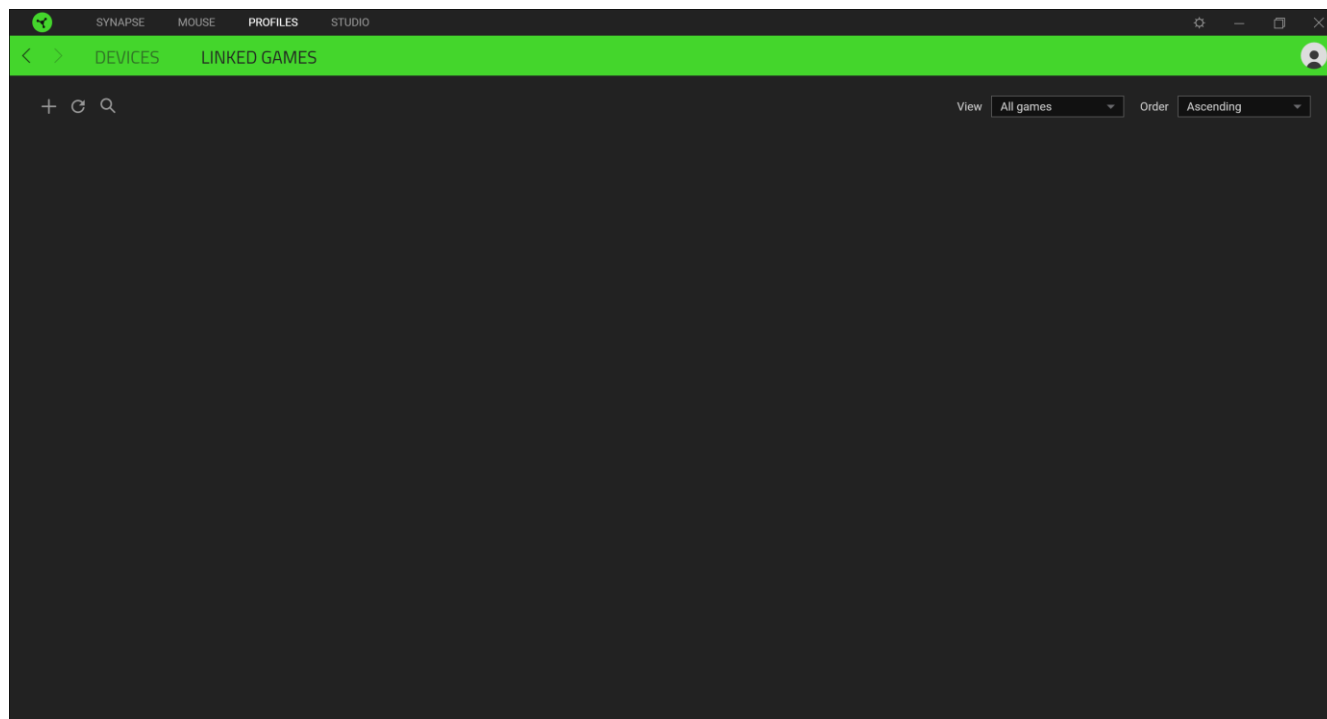 SYNAPSE MOUSE PROFILES STUDIO
DEVICES LINKED GAMES
View All games Order Ascending